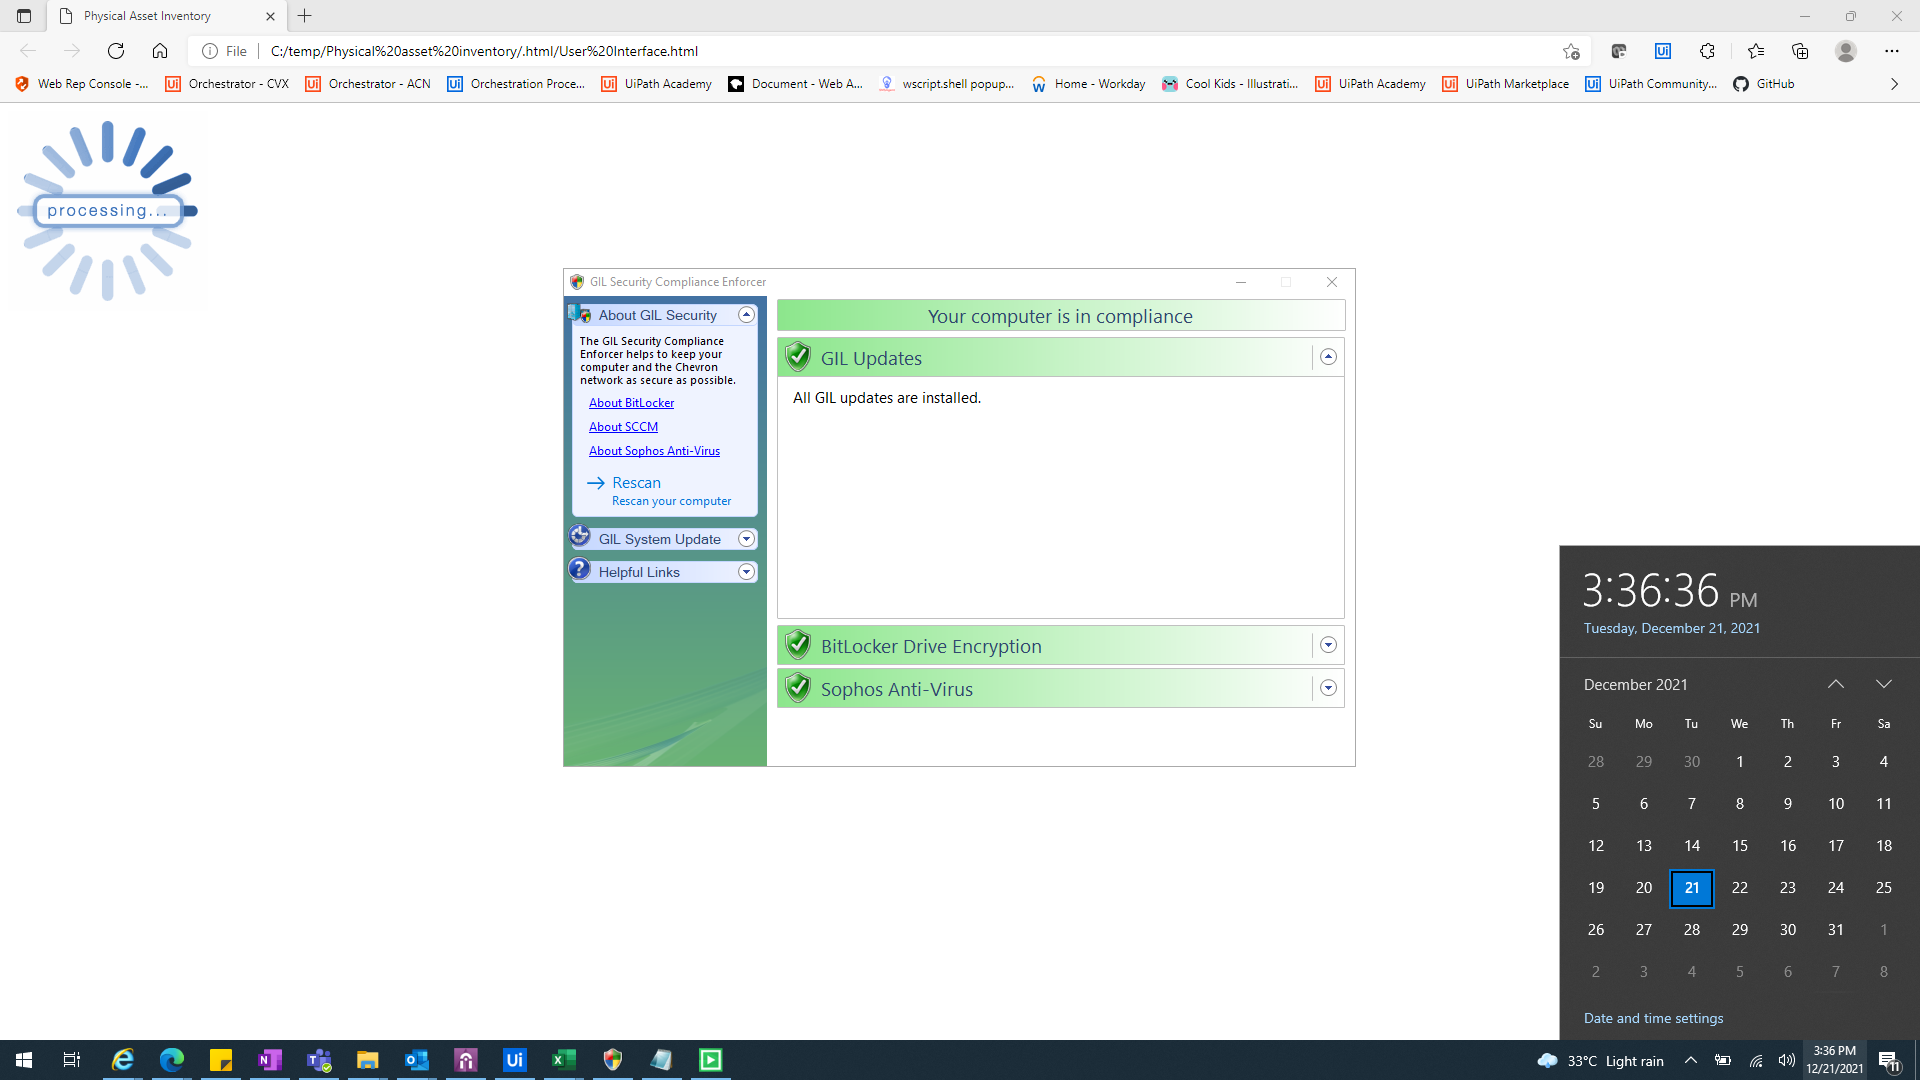 Physical Asset Inventory
File
C:/temp/Physical%20asset%20inventory/.html/User%20Interface.html
Web Rep Console -...
Orchestrator - CVX
Orchestrator - ACN
Orchestration Proce...
UiPath Academy
Document - Web A...
wscript.shell popup...
Home - Workday
Cool Kids - Illustrati...
UiPath Academy
UiPath Marketplace
UiPath Community...
GitHub
processing...
GIL Security Compliance Enforcer
About GIL Security
The GIL Security Compliance
Enforcer helps to keep your
computer and the Chevron
network as secure as possible.
About BitLocker
About SCCM
About Sophos Anti-Virus
Rescan
Rescan your computer
GIL System Update
Helpful Links
Your computer is in compliance
GIL Updates
All GIL updates are installed.
BitLocker Drive Encryption
Sophos Anti-Virus
3:36:36 PM
Tuesday, December 21, 2021
December 2021
Su Mo Tu We Th Fr Sa
28 29 30 1 2 3 4
5 6 7 8 9 10 11
12 13 14 15 16 17 18
19 20 21 22 23 24 25
26 27 28 29 30 31 1
2 3 4 5 6 7 8
Date and time settings
33°C Light rain
3:36 PM
12/21/2021
11